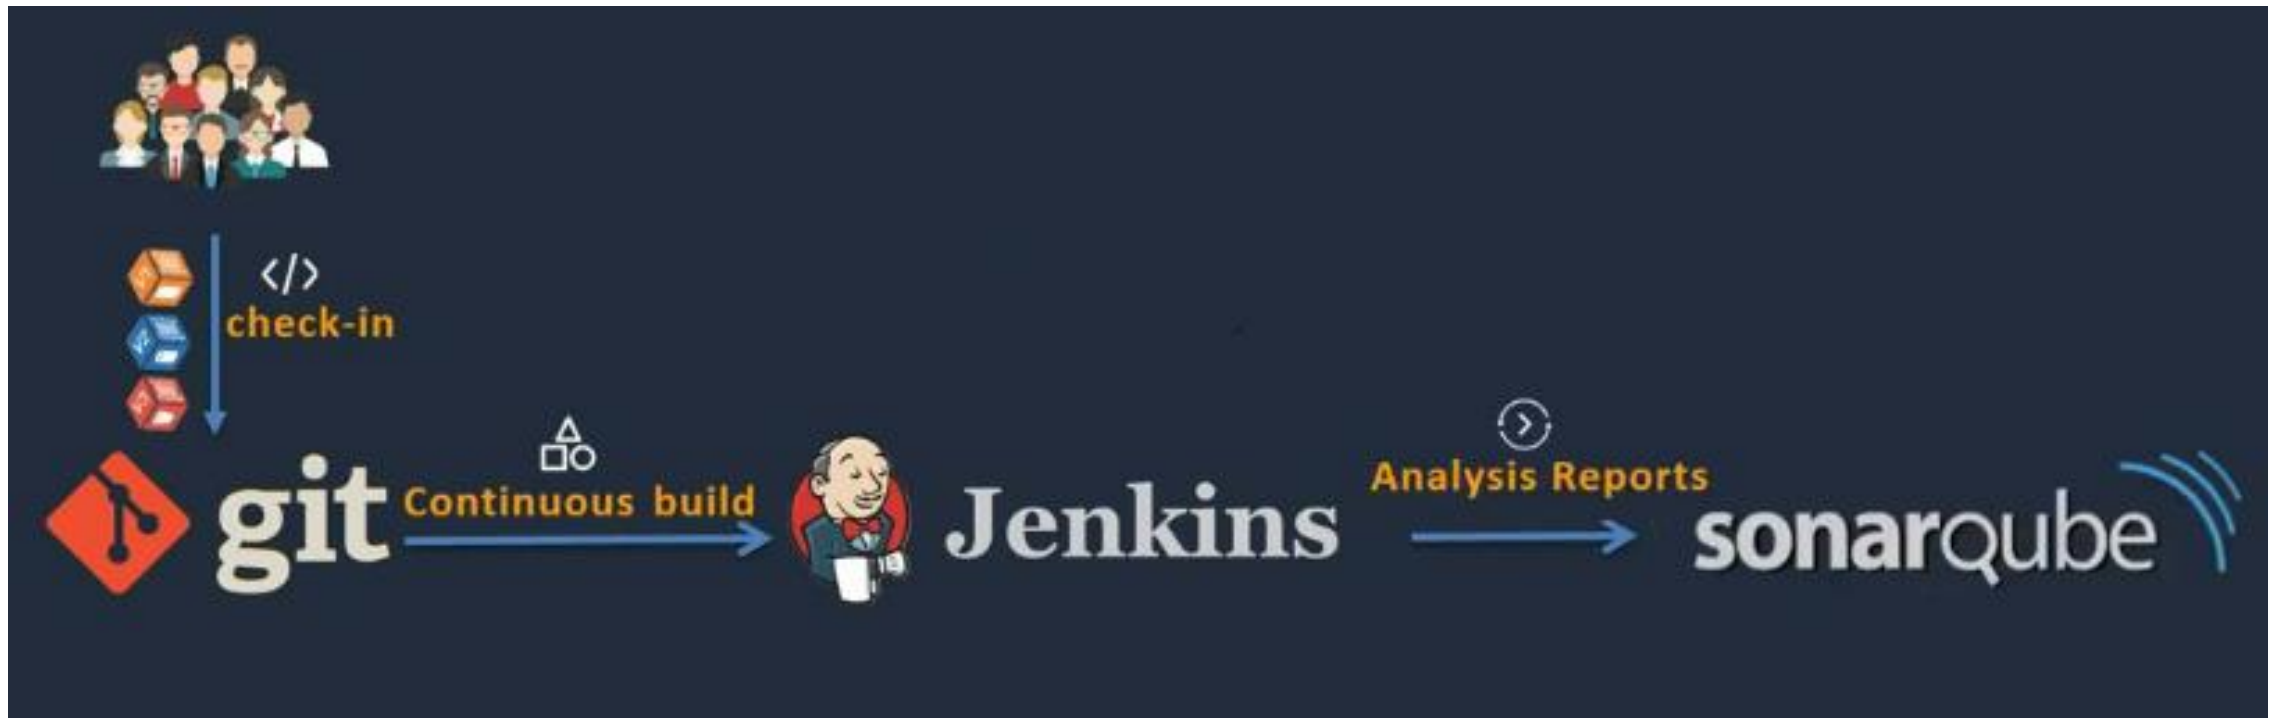 </>
check-in
git
Continuous build
Jenkins
Analysis Reports
sonarqube